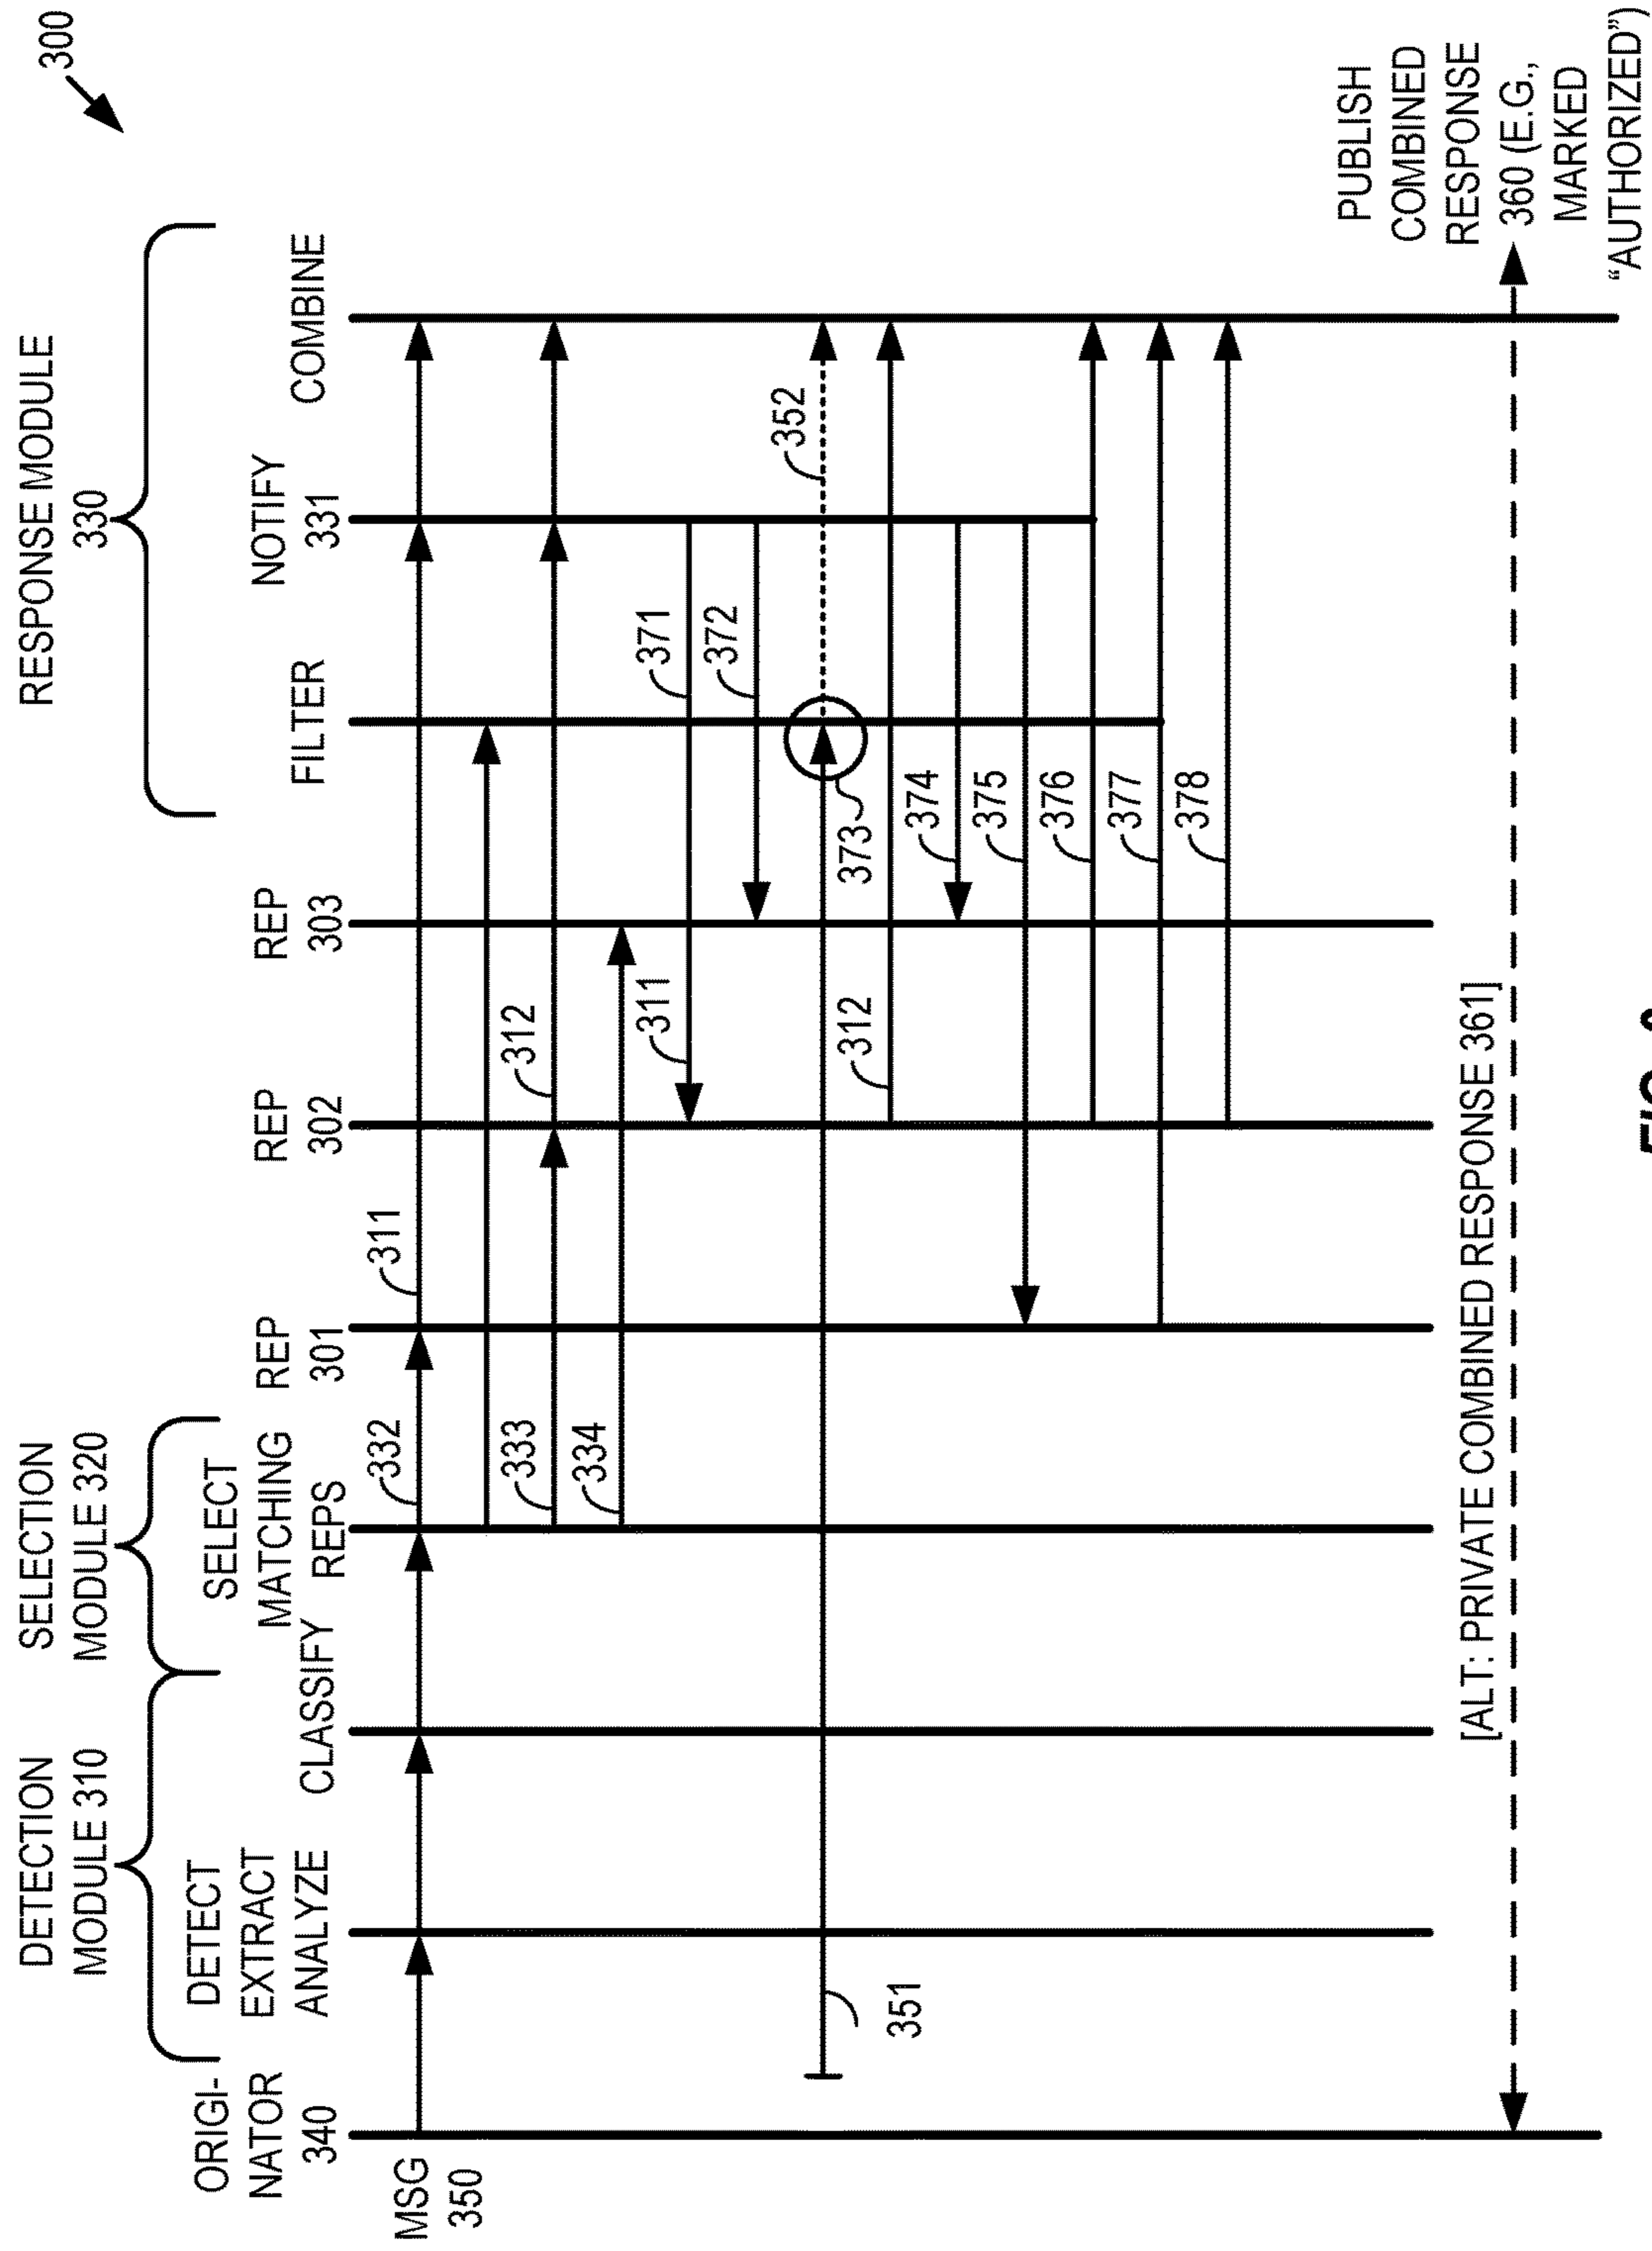 300
DETECTION
MODULE 310
SELECTION
MODULE 320
RESPONSE MODULE
330
ORIGI-
NATOR
340
DETECT
EXTRACT
ANALYZE
CLASSIFY
SELECT
MATCHING
REPS
REP
301
REP
302
REP
303
FILTER
NOTIFY
331
COMBINE
MSG
350
332
311
333
312
334
311
371
372
351
373
352
312
374
375
376
377
378
[ALT: PRIVATE COMBINED RESPONSE 361]
PUBLISH
COMBINED
RESPONSE
360 (E.G.,
MARKED
“AUTHORIZED”)
FIG.